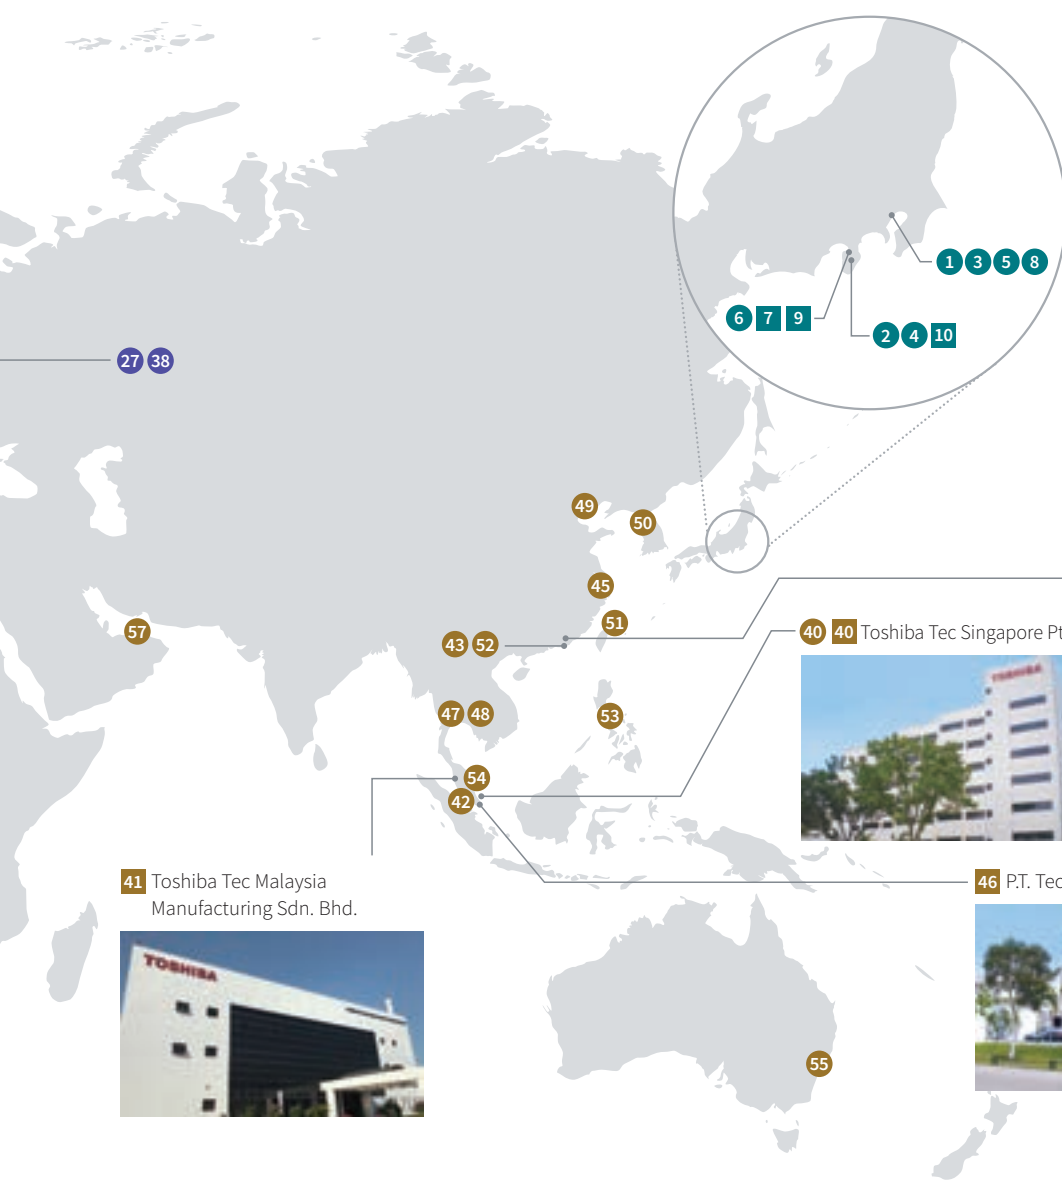 1 3 5 8
6 7 9
2 4 10
27 38
49
50
45
51
57
43 52
40 40 Toshiba Tec Singapore Pt
TOSHIBA
47 48
53
54
42
41 Toshiba Tec Malaysia
Manufacturing Sdn. Bhd.
46 P.T. Tec
TOSHIBA
55